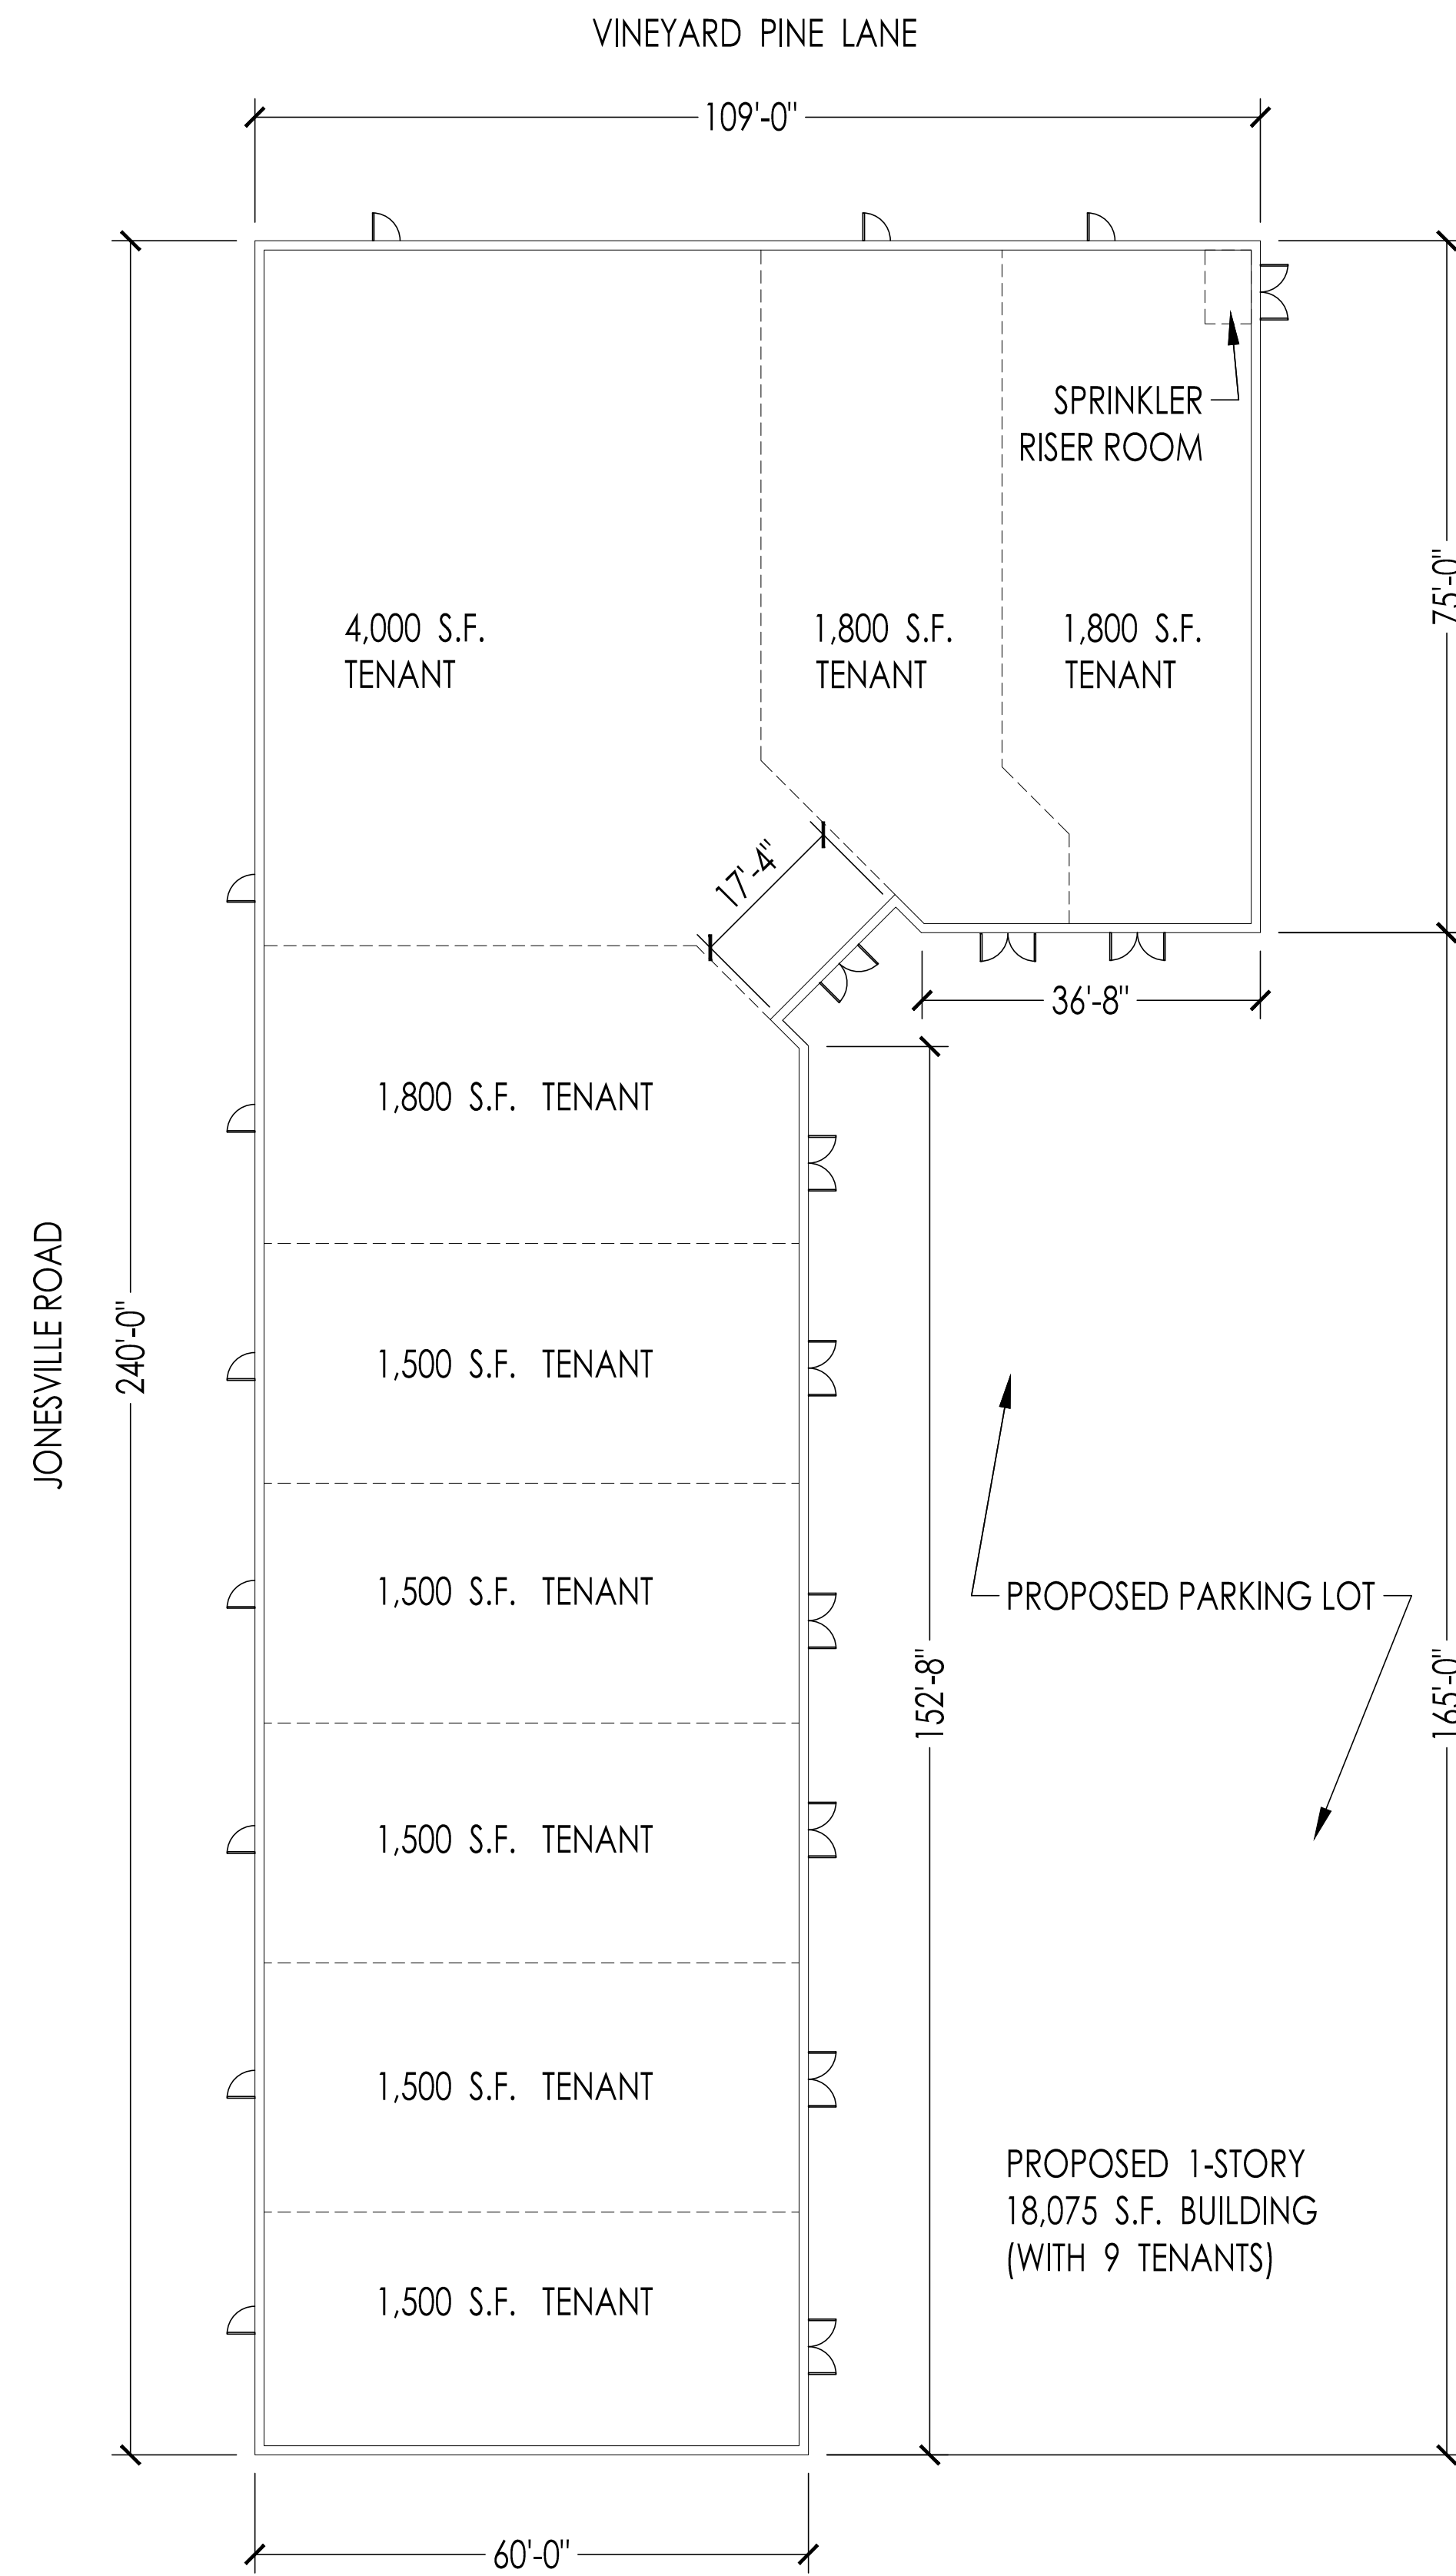 VINEYARD PINE LANE
109'-0"
SPRINKLER
RISER ROOM
75'-0"
4,000 S.F.
TENANT
1,800 S.F.
TENANT
1,800 S.F.
TENANT
17'-4"
36'-8"
1,800 S.F. TENANT
JONESVILLE ROAD
240'-0"
1,500 S.F. TENANT
1,500 S.F. TENANT
PROPOSED PARKING LOT
152'-8"
165'-0"
1,500 S.F. TENANT
1,500 S.F. TENANT
PROPOSED 1-STORY
18,075 S.F. BUILDING
(WITH 9 TENANTS)
1,500 S.F. TENANT
60'-0"